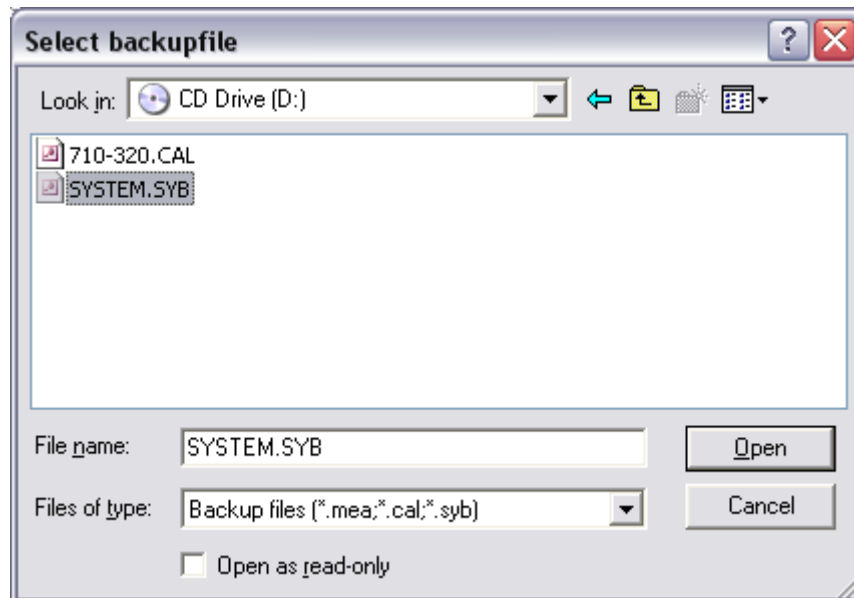 Select backupfile
Look in: CD Drive (D:)
710-320.CAL
SYSTEM.SYB
File name: SYSTEM.SYB Open
Files of type: Backup files (*.mea;*.cal;*.syb) Cancel
Open as read-only